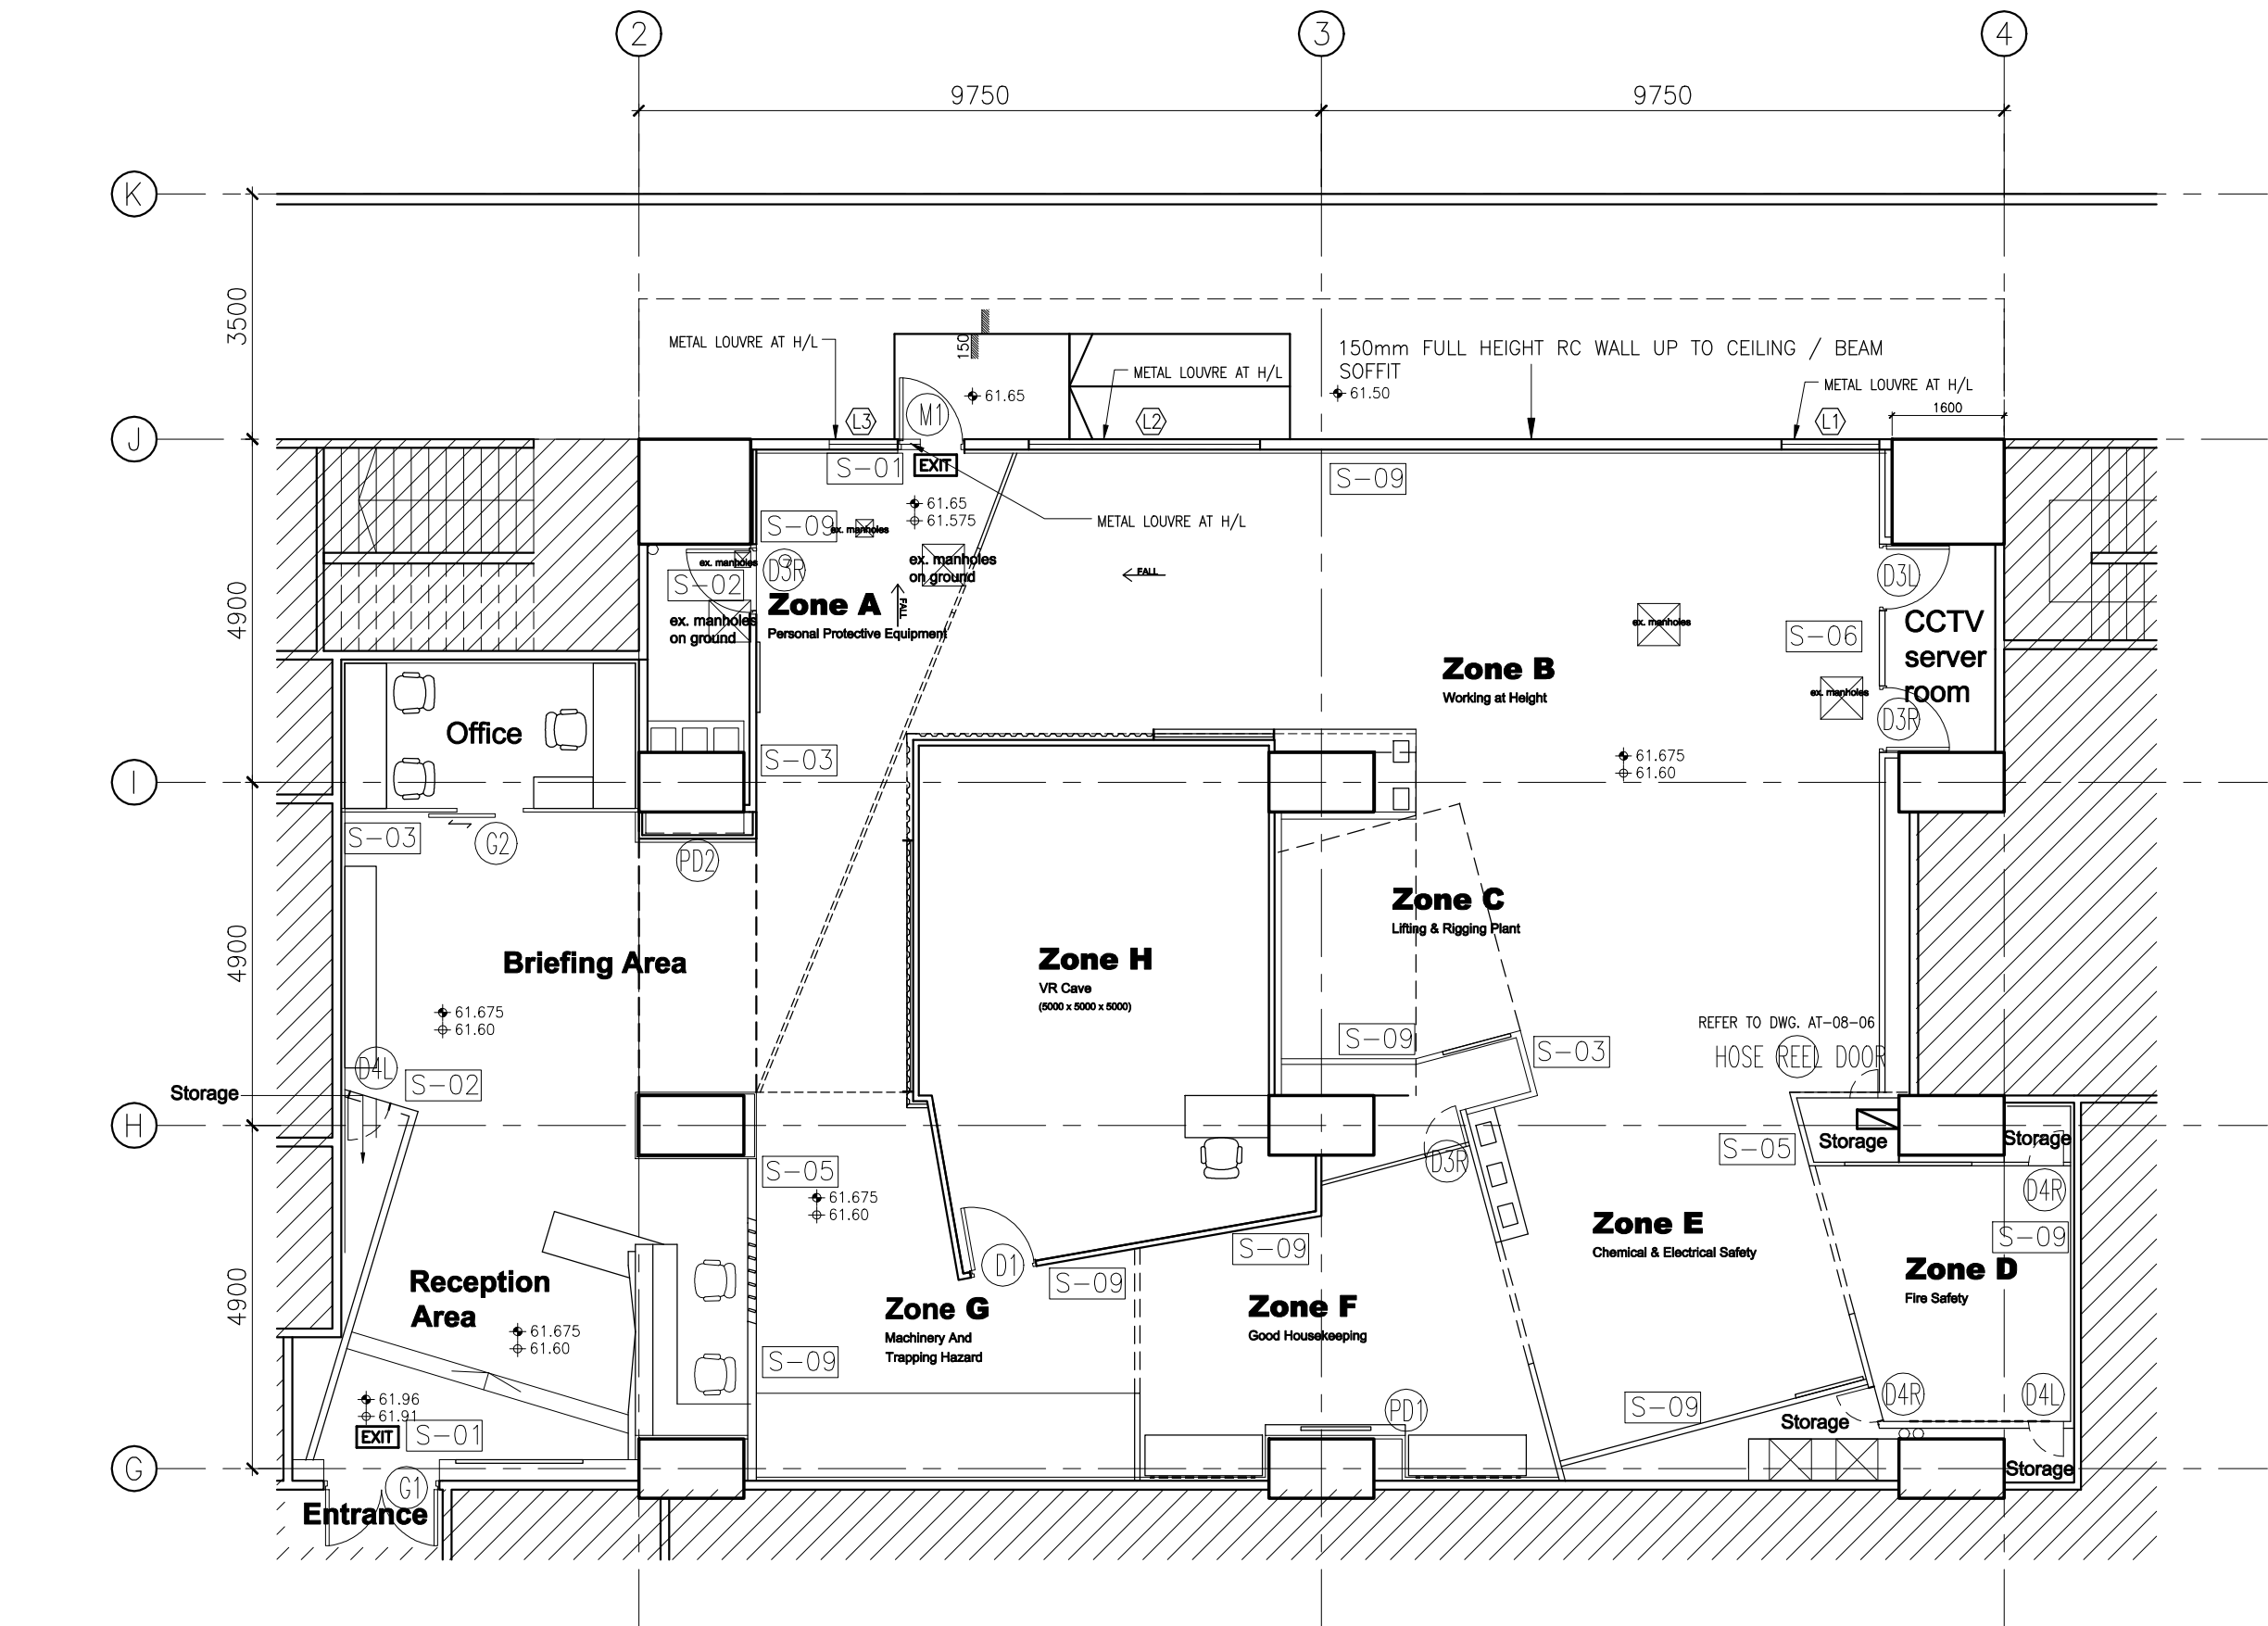 2
3
4
9750
9750
K
3500
METAL LOUVRE AT H/L
150
METAL LOUVRE AT H/L
150mm FULL HEIGHT RC WALL UP TO CEILING / BEAM
SOFFIT
61.50
METAL LOUVRE AT H/L
61.65
1600
J
L3
M1
L2
L1
S-01
EXIT
S-09
61.65
61.575
METAL LOUVRE AT H/L
S-09
ex. manholes
ex. manholes
on ground
ex. manholes
D3R
S-02
FALL
D3L
4900
Zone A
Personal Protective Equipment
FALL
ex. manholes
on ground
ex. manholes
S-06
CCTV
server
room
Zone B
Working at Height
ex. manholes
D3R
Office
S-03
61.675
61.60
I
S-03
G2
PD2
4900
Zone C
Lifting & Rigging Plant
Briefing Area
Zone H
VR Cave
(5000 x 5000 x 5000)
61.675
61.60
REFER TO DWG. AT-08-06
HOSE REEL DOOR
S-09
S-03
D4L
S-02
Storage
H
Storage
Storage
S-05
S-05
D3R
D4R
61.675
61.60
4900
Zone E
Chemical & Electrical Safety
S-09
S-09
D1
S-09
Zone D
Fire Safety
Reception
Area
Zone G
Machinery And
Trapping Hazard
Zone F
Good Housekeeping
61.675
61.60
S-09
61.96
61.91
EXIT
S-01
PD1
S-09
D4R
D4L
Storage
G
G1
Storage
Entrance